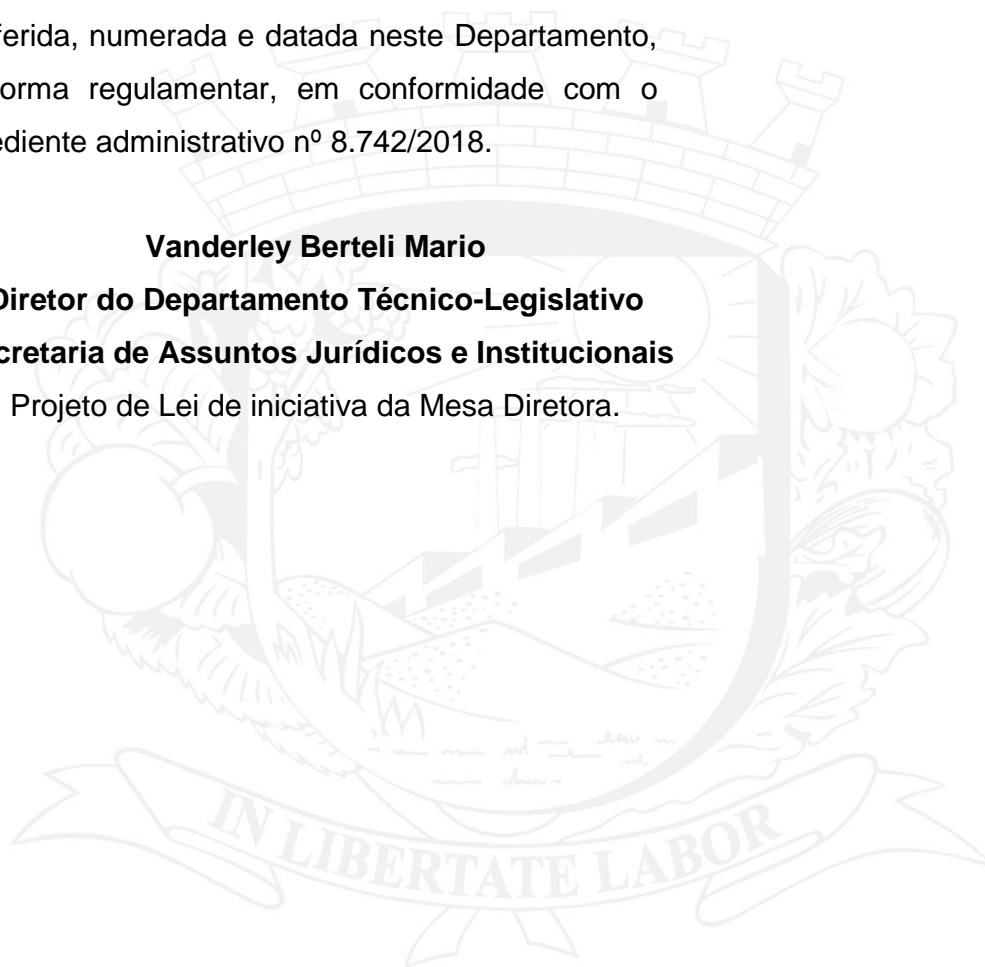 ferida, numerada e datada neste Departamento,
orma regulamentar, em conformidade com o
ediente administrativo nº 8.742/2018.
Vanderley Berteli Mario
Diretor do Departamento Técnico-Legislativo
cretaria de Assuntos Jurídicos e Institucionais
Projeto de Lei de iniciativa da Mesa Diretora.
IN LIBERTATE LABOR